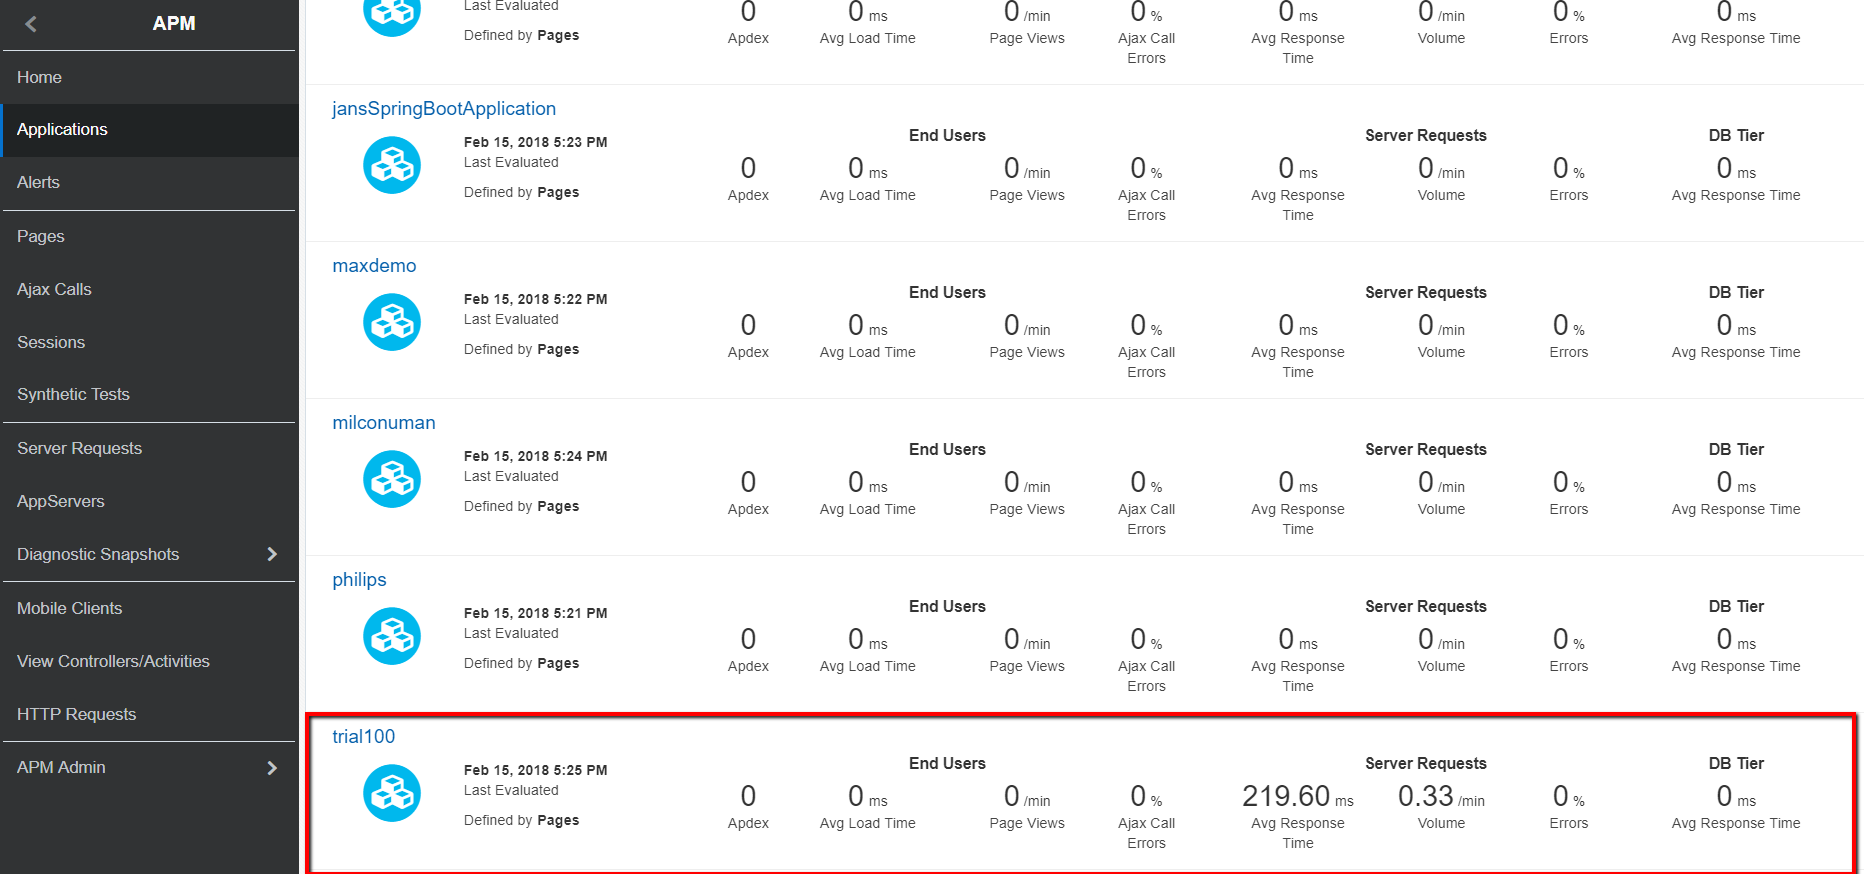 APM
Home
Applications
Alerts
Pages
Ajax Calls
Sessions
Synthetic Tests
Server Requests
AppServers
Diagnostic Snapshots
Mobile Clients
View Controllers/Activities
HTTP Requests
APM Admin
Last Evaluated
Defined by Pages
0 0 ms 0 /min 0 % 0 ms 0 /min 0 % 0 ms
Apdex Avg Load Time Page Views Ajax Call Avg Response Volume Errors Avg Response Time
Errors Time
jansSpringBootApplication
Feb 15, 2018 5:23 PM
Last Evaluated
Defined by Pages
End Users Server Requests DB Tier
0 0 ms 0 /min 0 % 0 ms 0 /min 0 % 0 ms
Apdex Avg Load Time Page Views Ajax Call Avg Response Volume Errors Avg Response Time
Errors Time
maxdemo
Feb 15, 2018 5:22 PM
Last Evaluated
Defined by Pages
End Users Server Requests DB Tier
0 0 ms 0 /min 0 % 0 ms 0 /min 0 % 0 ms
Apdex Avg Load Time Page Views Ajax Call Avg Response Volume Errors Avg Response Time
Errors Time
milconuman
Feb 15, 2018 5:24 PM
Last Evaluated
Defined by Pages
End Users Server Requests DB Tier
0 0 ms 0 /min 0 % 0 ms 0 /min 0 % 0 ms
Apdex Avg Load Time Page Views Ajax Call Avg Response Volume Errors Avg Response Time
Errors Time
philips
Feb 15, 2018 5:21 PM
Last Evaluated
Defined by Pages
End Users Server Requests DB Tier
0 0 ms 0 /min 0 % 0 ms 0 /min 0 % 0 ms
Apdex Avg Load Time Page Views Ajax Call Avg Response Volume Errors Avg Response Time
Errors Time
trial100
Feb 15, 2018 5:25 PM
Last Evaluated
Defined by Pages
End Users Server Requests DB Tier
0 0 ms 0 /min 0 % 219.60 ms 0.33 /min 0 % 0 ms
Apdex Avg Load Time Page Views Ajax Call Avg Response Volume Errors Avg Response Time
Errors Time